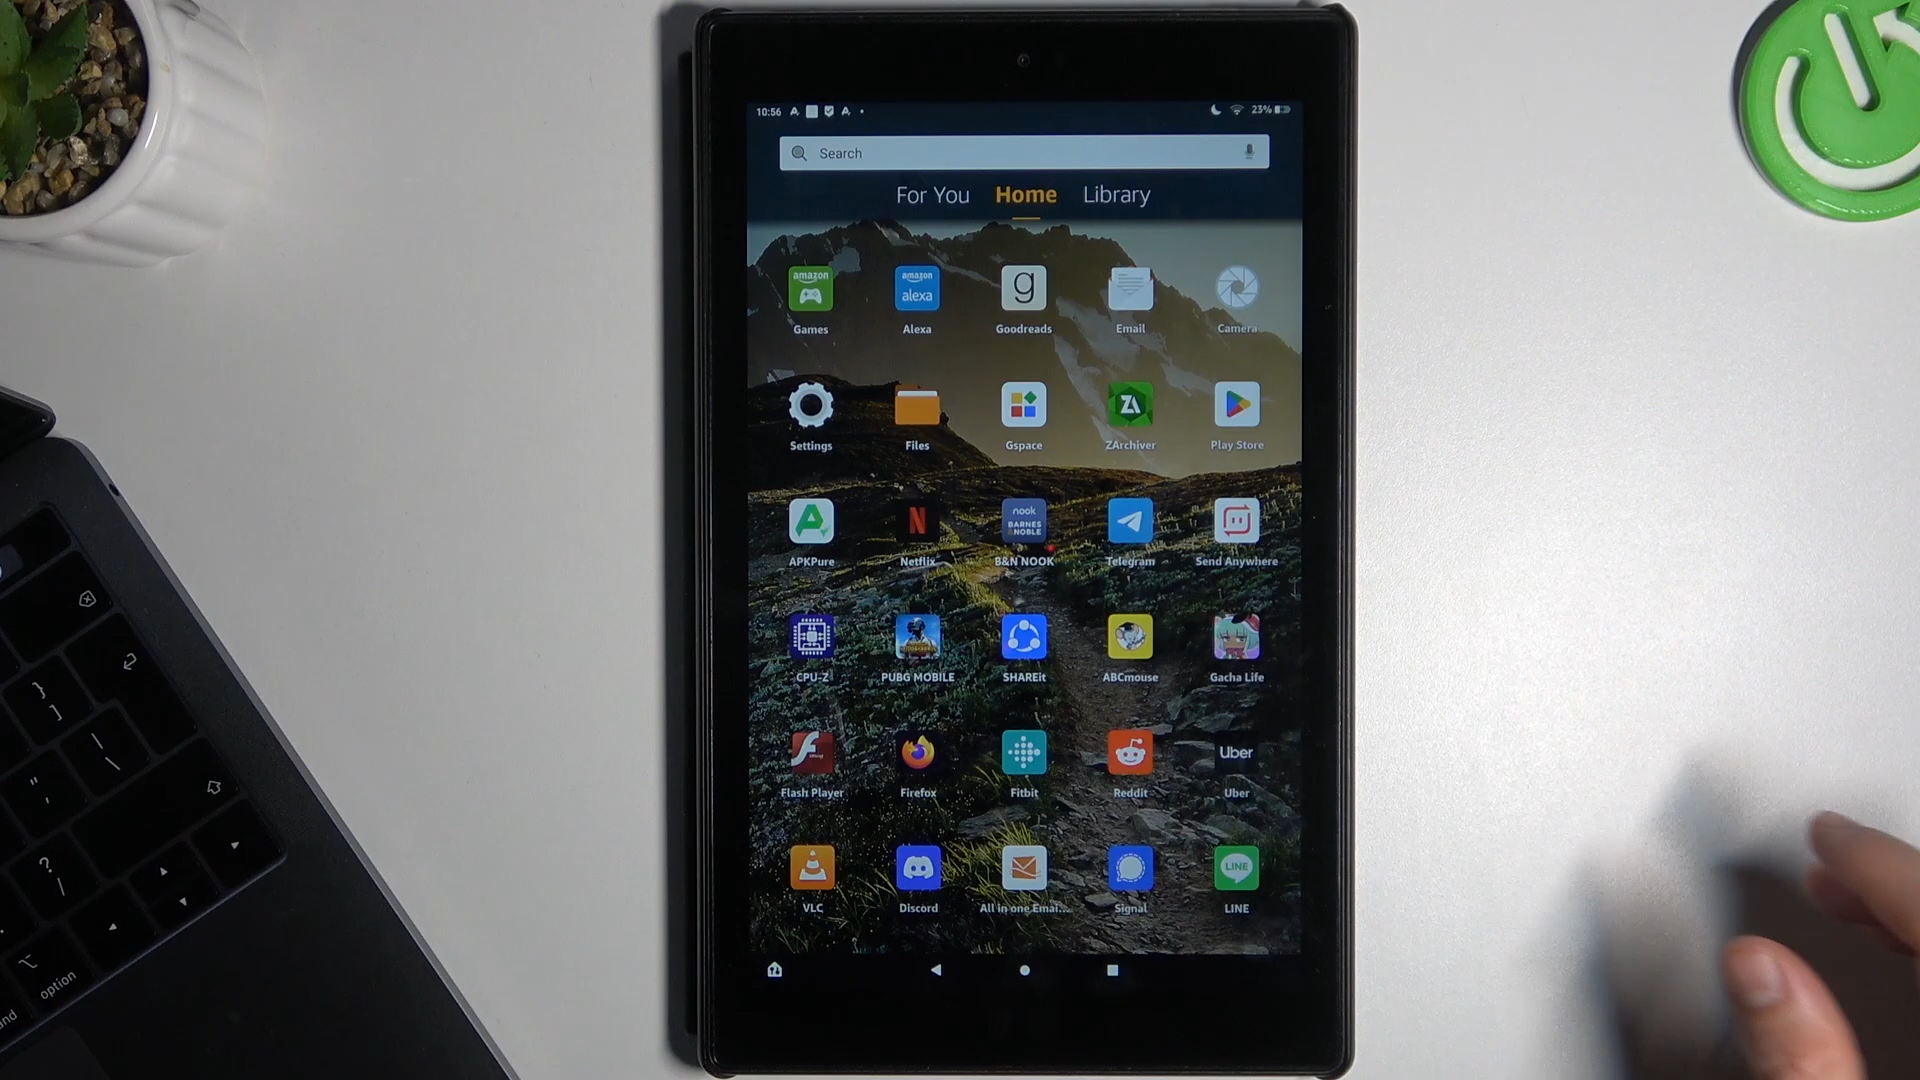 10:56
23%
Search
For You Home Library
amazon
amazon
alexa
g
Games Alexa Goodreads Email Camera
ZA
Settings Files Gspace ZArchiver Play Store
N
nook
BARNES
NOBLE
APKPure Netflix B&N NOOK Telegram Send Anywhere
CPU-Z PUBG MOBILE SHAREit ABCmouse Gacha Life
Uber
Flash Player Firefox Fitbit Reddit Uber
LINE
VLC Discord All in one Emai... Signal LINE
}
]
|
\
"
'
?
/
option